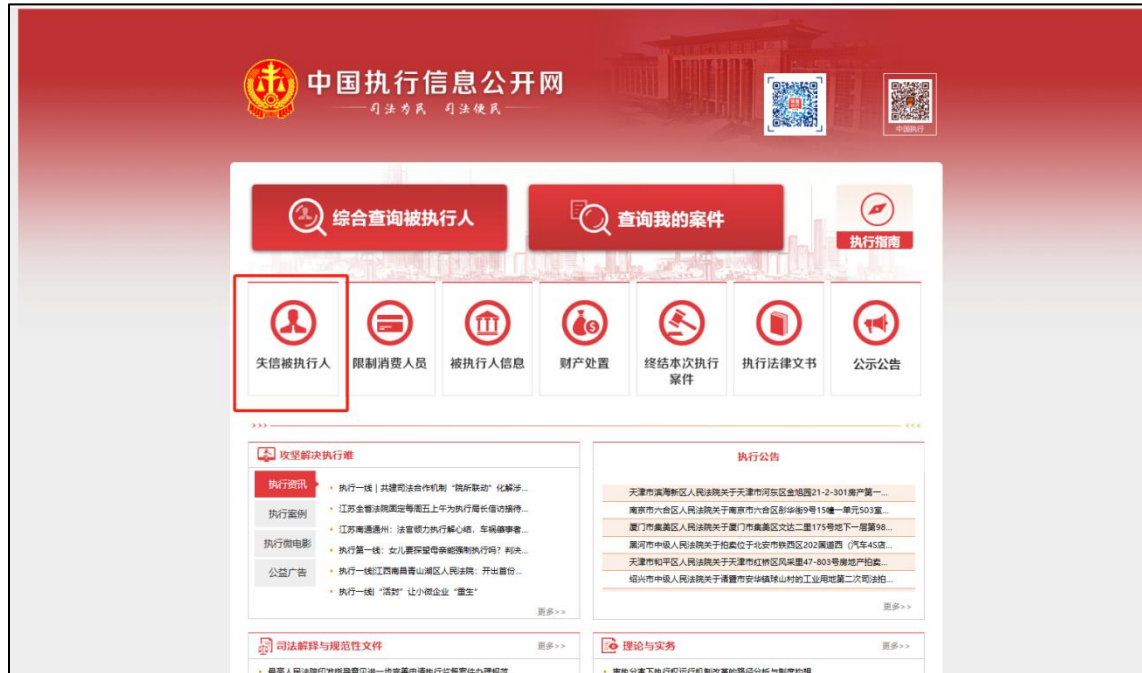 中国执行信息公开网
司法为民 司法便民
中国执行
综合查询被执行人
查询我的案件
执行指南
失信被执行人
限制消费人员
被执行人信息
财产处置
终结本次执行
案件
执行法律文书
公示公告
>>>
<<<
攻坚解决执行难
执行资讯
执行案例
执行微电影
公益广告
• 执行一线 | 共建司法合作机制 “院所联动” 化解涉...
• 江苏全省法院固定每周五上午为执行局长信访接待...
• 江苏南通通州：法官倾力执行解心结，车祸肇事者...
• 执行第一线：女儿要探望母亲能强制执行吗？判决...
• 执行一线|江西南昌青山湖区人民法院：开出首份...
• 执行一线| “活封” 让小微企业 “重生”
更多>>
执行公告
天津市滨海新区人民法院关于天津市河东区金旭园21-2-301房产第一...
南京市六合区人民法院关于南京市六合区彭华街9号15幢一单元503室...
厦门市集美区人民法院关于厦门市集美区文达二里175号地下一层第98...
黑河市中级人民法院关于拍卖位于北安市铁西区202国道西（汽车4S店...
天津市和平区人民法院关于天津市红桥区风采里47-803号房地产拍卖...
绍兴市中级人民法院关于诸暨市安华镇球山村的工业用地第二次司法拍...
更多>>
司法解释与规范性文件
更多>>
理论与实务
更多>>